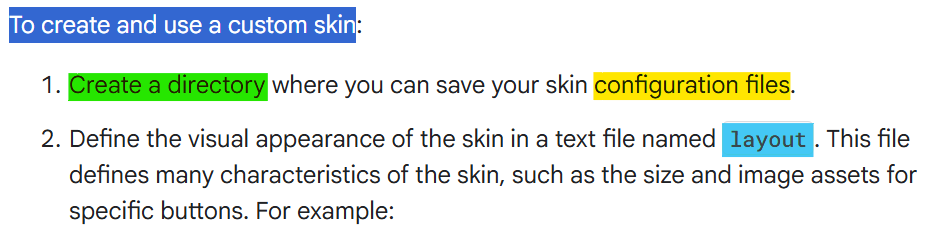 To create and use a custom skin:
1. Create a directory where you can save your skin configuration files.
2. Define the visual appearance of the skin in a text file named layout. This file
defines many characteristics of the skin, such as the size and image assets for
specific buttons. For example: